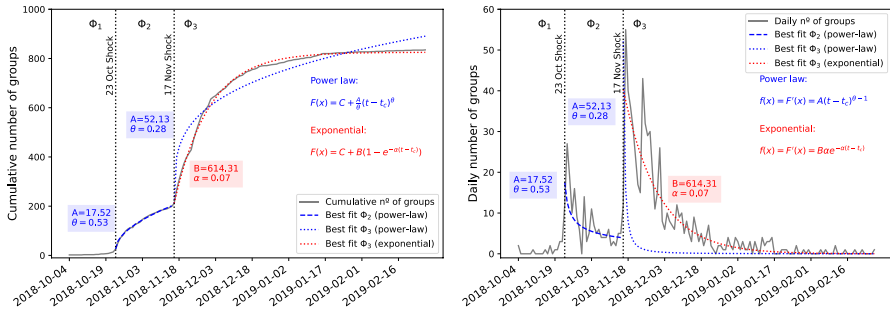 1000
800
600
400
200
0
Cumulative number of groups
Φ1
Φ2
Φ3
23 Oct Shock
17 Nov Shock
A=52,13
θ = 0.28
A=17,52
θ = 0.53
B=614,31
α = 0.07
Power law:
F(x) = C + A/θ (t − tc)^θ
Exponential:
F(x) = C + B(1 − e^−α(t − tc))
Cumulative nº of groups
Best fit Φ2 (power-law)
Best fit Φ3 (power-law)
Best fit Φ3 (exponential)
2018-10-04
2018-10-19
2018-11-03
2018-11-18
2018-12-03
2018-12-18
2019-01-02
2019-01-17
2019-02-01
2019-02-16
60
50
40
30
20
10
0
Daily number of groups
Φ1
Φ2
Φ3
23 Oct Shock
17 Nov Shock
A=52,13
θ = 0.28
A=17,52
θ = 0.53
B=614,31
α = 0,07
Daily nº of groups
Best fit Φ2 (power-law)
Best fit Φ3 (power-law)
Best fit Φ3 (exponential)
Power law:
f(x) = F′(x) = A(t − tc)^θ−1
Exponential:
f(x) = F′(x) = Bαe^−α(t − tc)
2018-10-04
2018-10-19
2018-11-03
2018-11-18
2018-12-03
2018-12-18
2019-01-02
2019-01-17
2019-02-01
2019-02-16